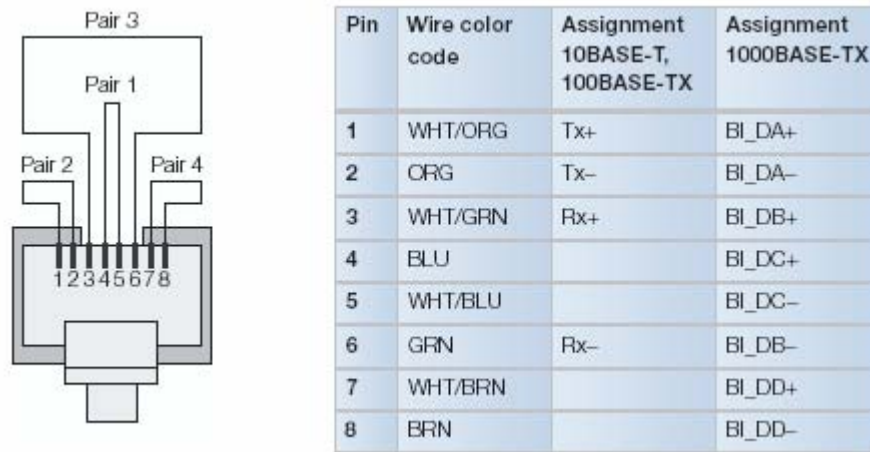 Pair 3
Pair 1
Pair 2 Pair 4
12345678
Pin Wire color code Assignment 10BASE-T, 100BASE-TX Assignment 1000BASE-TX
1 WHT/ORG Tx+ BI_DA+
2 ORG Tx– BI_DA–
3 WHT/GRN Rx+ BI_DB+
4 BLU BI_DC+
5 WHT/BLU BI_DC–
6 GRN Rx– BI_DB–
7 WHT/BRN BI_DD+
8 BRN BI_DD–